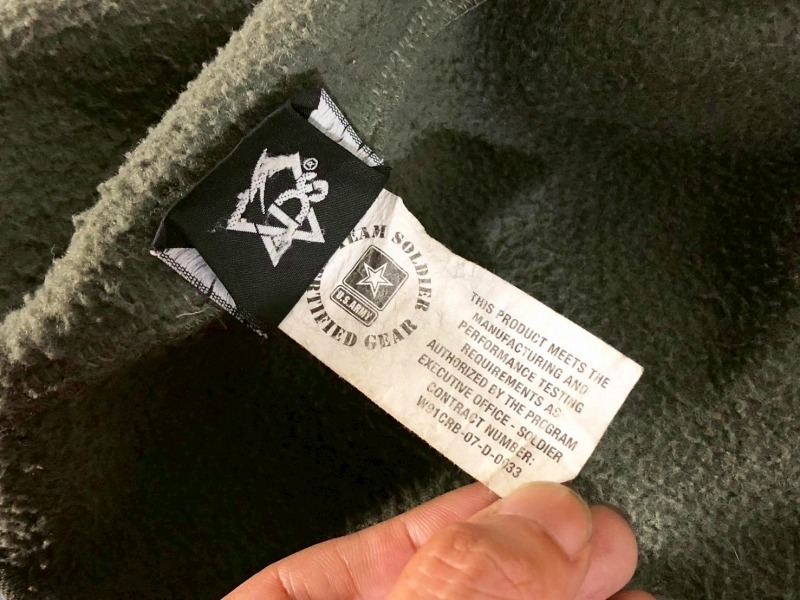 TEAM SOLDIER
CERTIFIED GEAR
U.S. ARMY
THIS PRODUCT MEETS THE
MANUFACTURING AND
PERFORMANCE TESTING
REQUIREMENTS AS
AUTHORIZED BY THE PROGRAM
EXECUTIVE OFFICE - SOLDIER
CONTRACT NUMBER:
W91CRB-07-D-0033